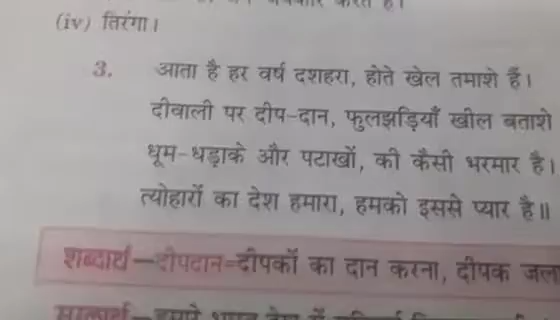 करते हैं।
(iv) तिरंगा।
3. आता है हर वर्ष दशहरा, होते खेल तमाशे हैं।
दीवाली पर दीप-दान, फुलझड़ियाँ खील बताशे
धूम-धड़ाके और पटाखों, की कैसी भरमार है।
त्योहारों का देश हमारा, हमको इससे प्यार है॥
शब्दार्थ—दीपदान=दीपकों का दान करना, दीपक जला